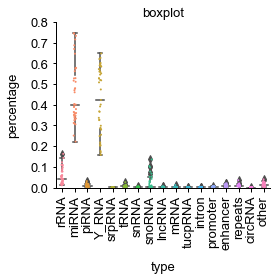 boxplot
percentage
0.8
0.7
0.6
0.5
0.4
0.3
0.2
0.1
0.0
rRNA
miRNA
piRNA
Y_RNA
srpRNA
tRNA
snRNA
snoRNA
lncRNA
mRNA
tucpRNA
intron
promoter
enhancer
repeats
circRNA
other
type